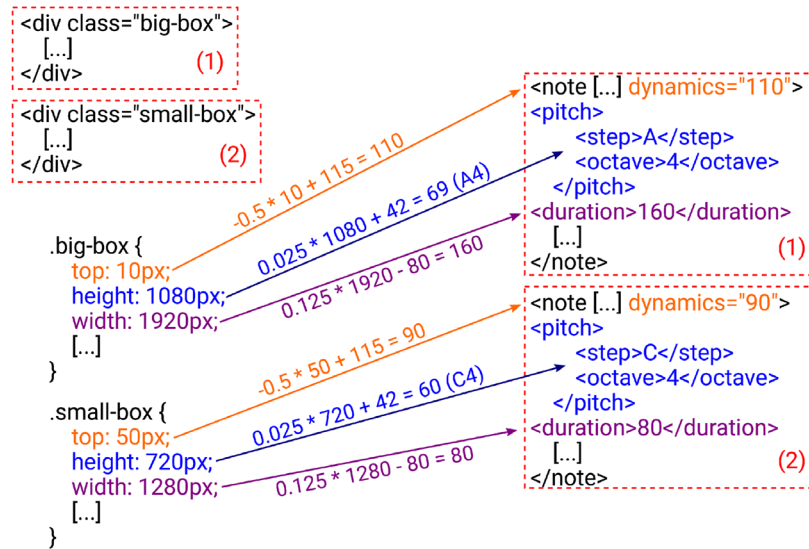 <div class="big-box">
[...]
</div>
(1)
<div class="small-box">
[...]
</div>
(2)
.big-box {
top: 10px;
height: 1080px;
width: 1920px;
[...]
}
.small-box {
top: 50px;
height: 720px;
width: 1280px;
[...]
}
-0.5 * 10 + 115 = 110
0.025 * 1080 + 42 = 69 (A4)
0.125 * 1920 - 80 = 160
-0.5 * 50 + 115 = 90
0.025 * 720 + 42 = 60 (C4)
0.125 * 1280 - 80 = 80
<note [...] dynamics="110">
<pitch>
<step>A</step>
<octave>4</octave>
</pitch>
<duration>160</duration>
[...]
</note>
(1)
<note [...] dynamics="90">
<pitch>
<step>C</step>
<octave>4</octave>
</pitch>
<duration>80</duration>
[...]
</note>
(2)